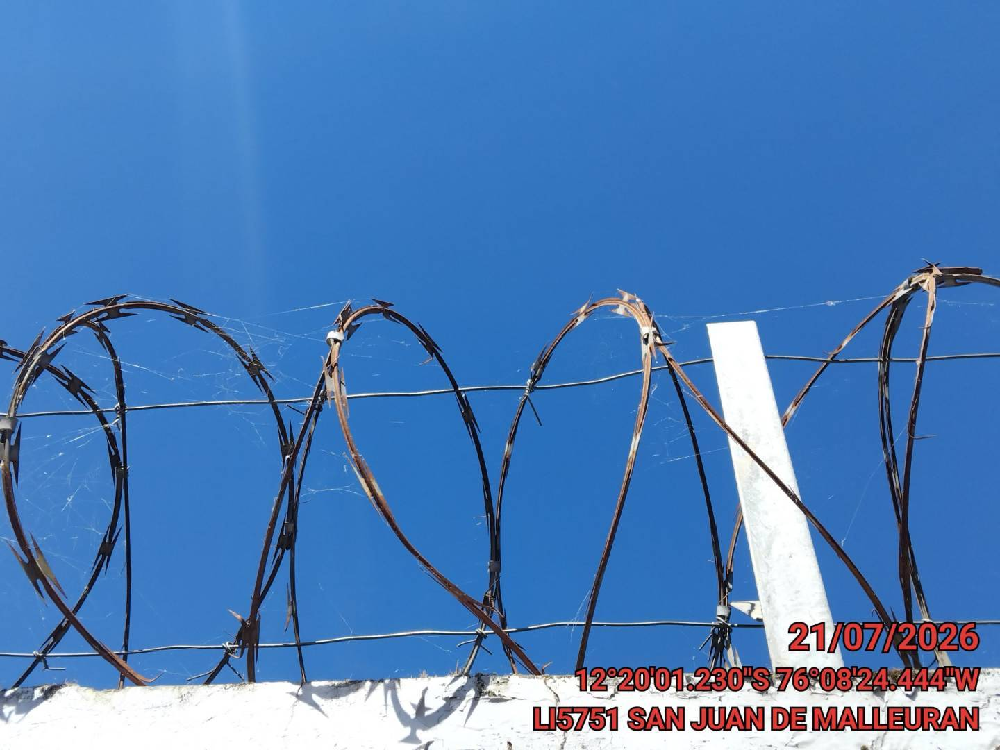 21/07/2026
12°20'01.230"S 76°08'24.444"W
LI5751 SAN JUAN DE MALLEURAN